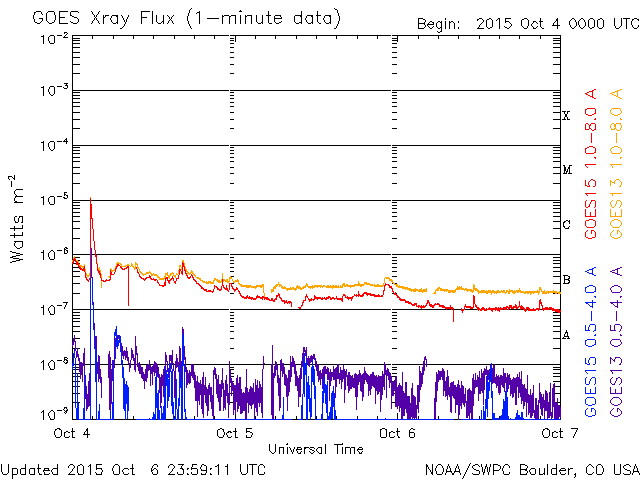 GOES Xray Flux (1-minute data)
Begin: 2015 Oct 4 0000 UTC
10-2
10-3
10-4
10-5
10-6
10-7
10-8
10-9
Watts m-2
X
M
C
B
A
GOES15 1.0-8.0 A
GOES13 1.0-8.0 A
GOES15 0.5-4.0 A
GOES13 0.5-4.0 A
Oct 4 Oct 5 Oct 6 Oct 7
Universal Time
Updated 2015 Oct 6 23:59:11 UTC
NOAA/SWPC Boulder, CO USA